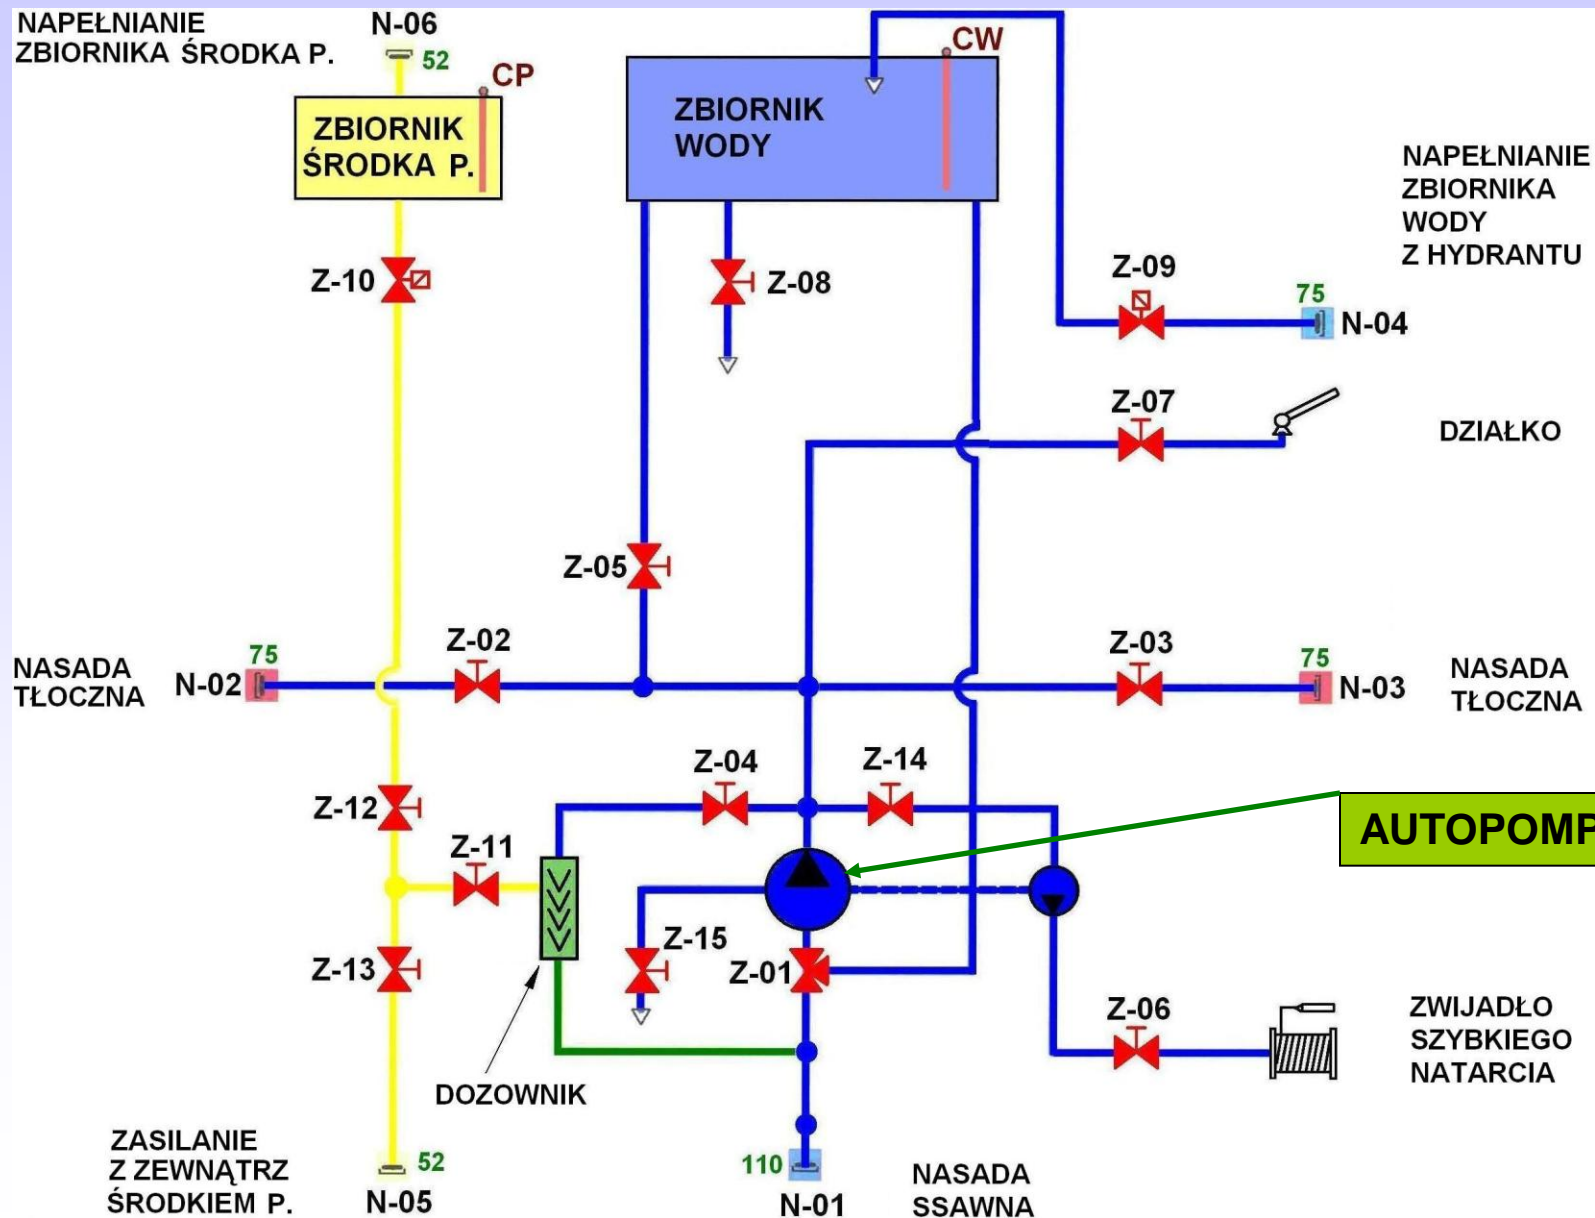 NAPEŁNIANIE
ZBIORNIKA ŚRODKA P.
N-06
52
CP
ZBIORNIK
ŚRODKA P.
CW
ZBIORNIK
WODY
NAPEŁNIANIE
ZBIORNIKA
WODY
Z HYDRANTU
Z-10
Z-08
Z-09
75
N-04
Z-07
DZIAŁKO
Z-05
NASADA
TŁOCZNA
N-02
75
Z-02
Z-03
75
N-03
NASADA
TŁOCZNA
Z-04
Z-14
Z-12
AUTOPOMP
Z-11
Z-15
Z-13
Z-01
Z-06
ZWIJADŁO
SZYBKIEGO
NATARCIA
DOZOWNIK
ZASILANIE
Z ZEWNĄTRZ
ŚRODKIEM P.
52
N-05
110
N-01
NASADA
SSAWNA